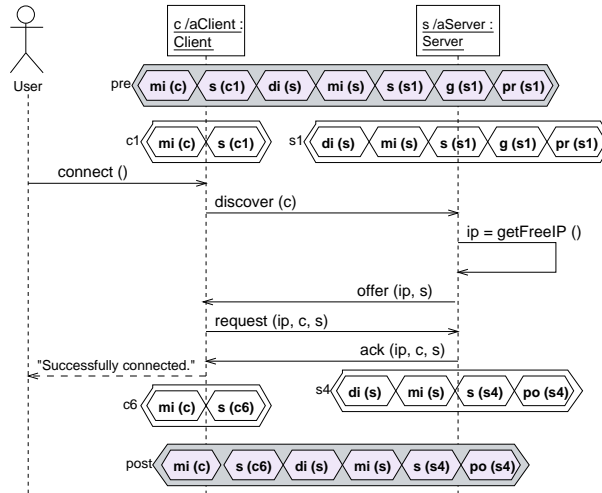 c /aClient :
Client
s /aServer :
Server
User
pre mi (c) s (c1) di (s) mi (s) s (s1) g (s1) pr (s1)
c1 mi (c) s (c1)
s1 di (s) mi (s) s (s1) g (s1) pr (s1)
connect ()
discover (c)
ip = getFreeIP ()
offer (ip, s)
request (ip, c, s)
ack (ip, c, s)
"Successfully connected."
c6 mi (c) s (c6)
s4 di (s) mi (s) s (s4) po (s4)
post mi (c) s (c6) di (s) mi (s) s (s4) po (s4)